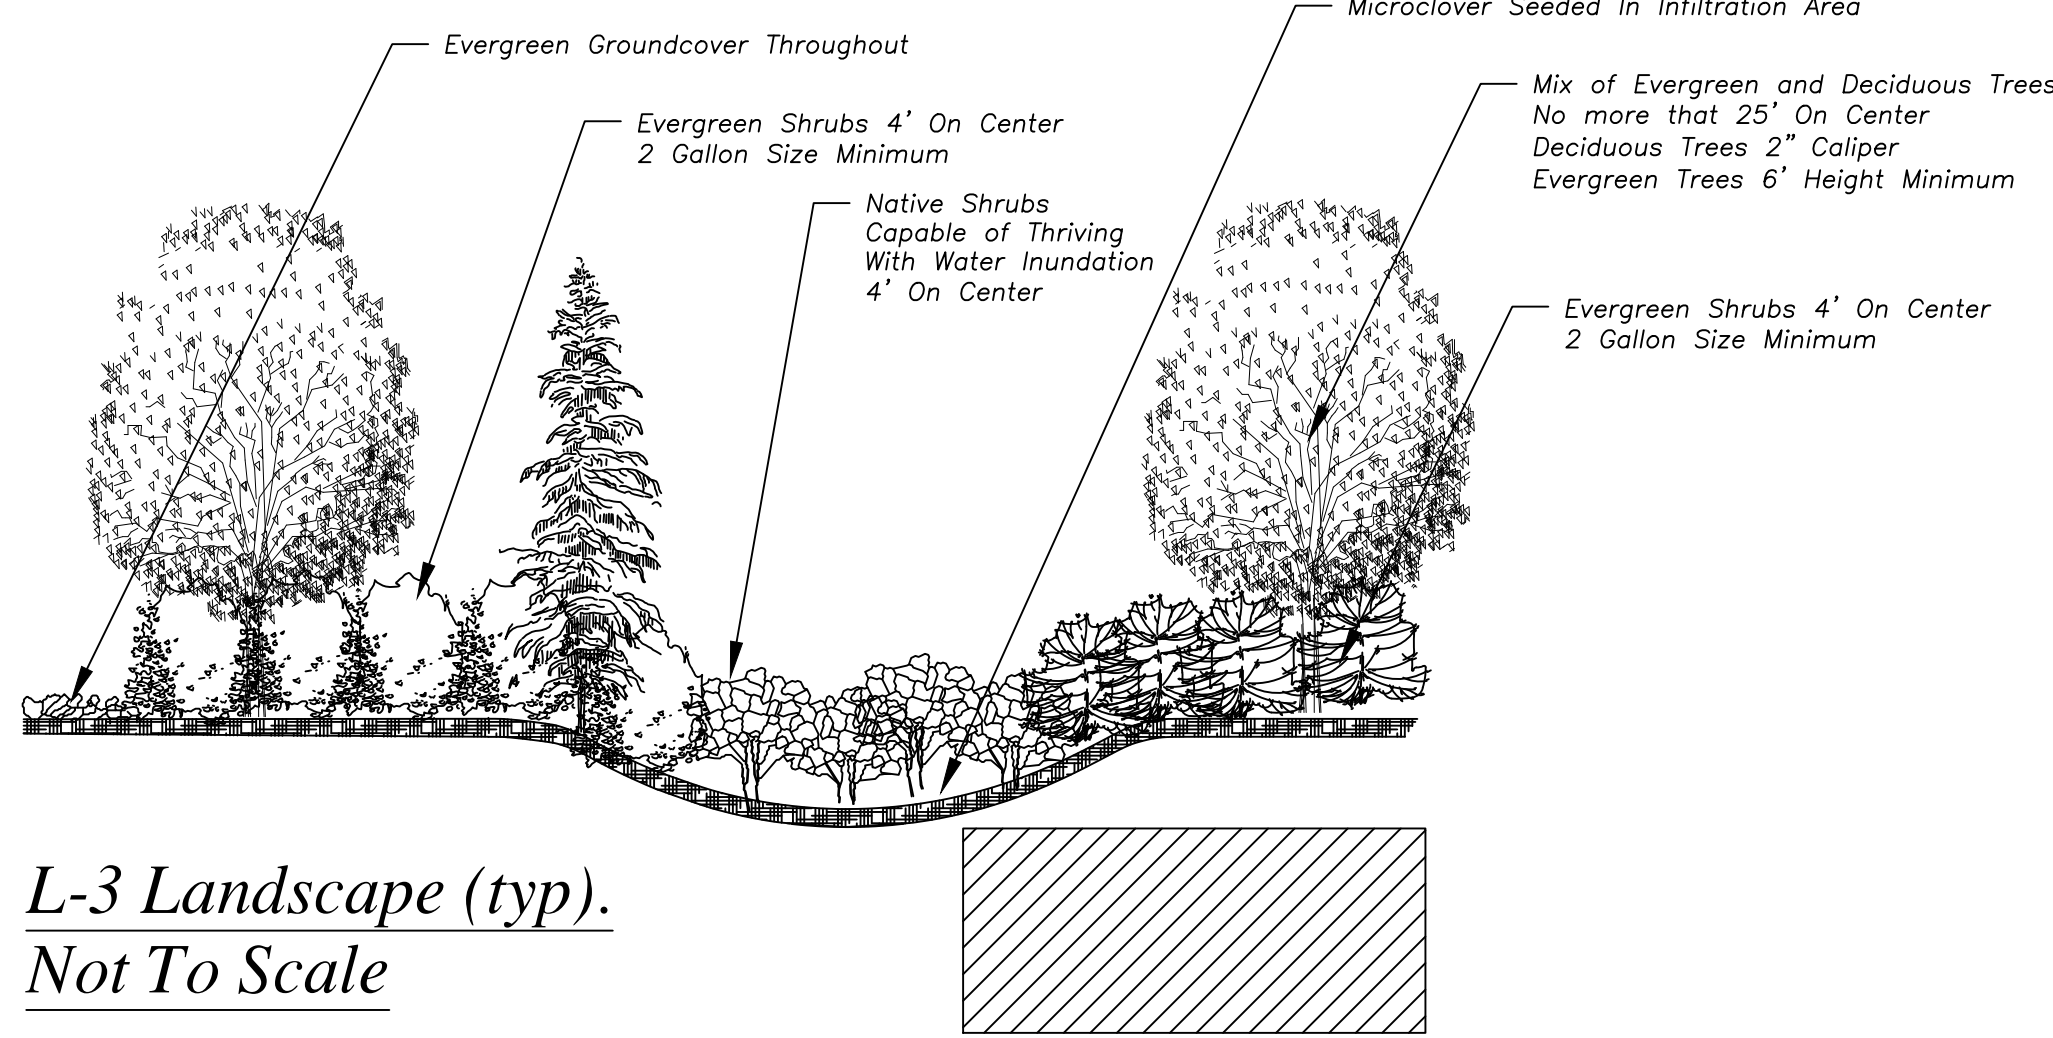 Microclover Seeded In Infiltration Area
Evergreen Groundcover Throughout
Mix of Evergreen and Deciduous Trees
No more that 25' On Center
Deciduous Trees 2" Caliper
Evergreen Trees 6' Height Minimum
Evergreen Shrubs 4' On Center
2 Gallon Size Minimum
Native Shrubs
Capable of Thriving
With Water Inundation
4' On Center
Evergreen Shrubs 4' On Center
2 Gallon Size Minimum
L-3 Landscape (typ).
Not To Scale